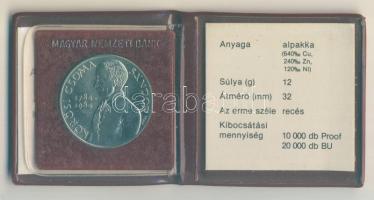 MAGYAR NEMZETI BANK
KŐRÖSI CSOMA SÁNDOR
1784
1984
Anyaga alpakka
(640‰ Cu,
240‰ Zn,
120‰ Ni)
Súlya (g) 12
Átmérő (mm) 32
Az érme széle recés
Kibocsátási
mennyiség 10 000 db Proof
20 000 db BU